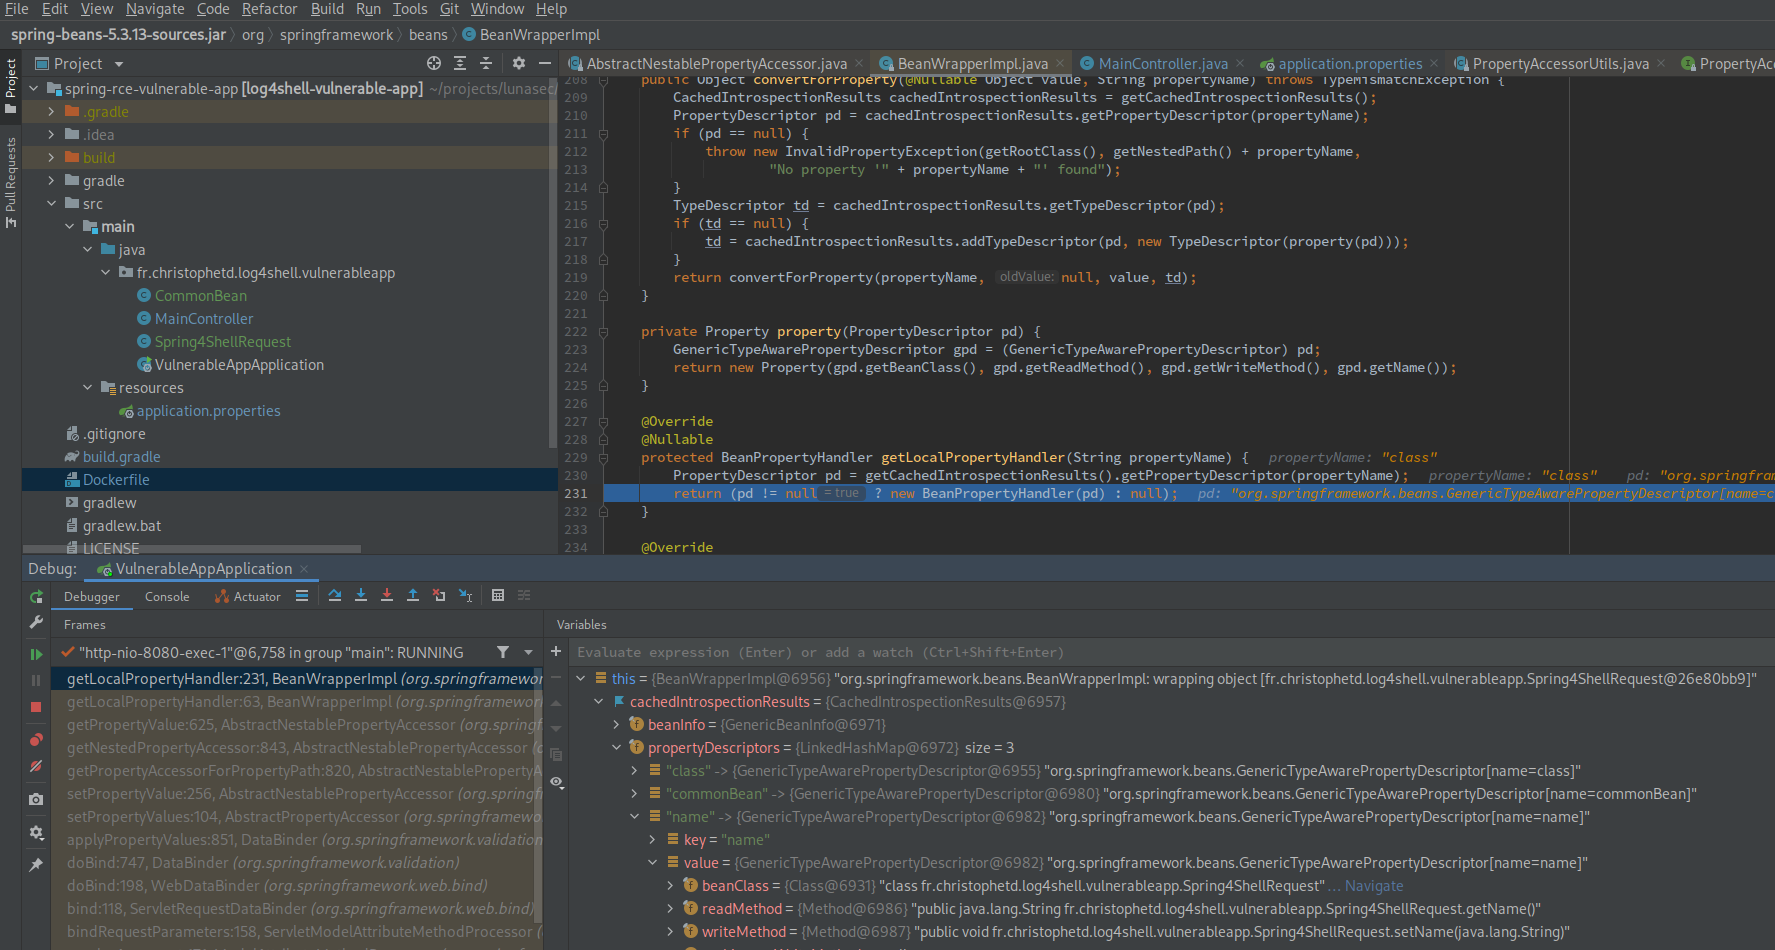 File Edit View Navigate Code Refactor Build Run Tools Git Window Help
spring-beans-5.3.13-sources.jar org springframework beans BeanWrapperImpl
Project
AbstractNestablePropertyAccessor.java BeanWrapperImpl.java MainController.java application.properties PropertyAccessorUtils.java PropertyAcc
Project
Pull Requests
spring-rce-vulnerable-app [log4shell-vulnerable-app] ~/projects/lunasec/
.gradle
.idea
build
gradle
src
main
java
fr.christophetd.log4shell.vulnerableapp
CommonBean
MainController
Spring4ShellRequest
VulnerableAppApplication
resources
application.properties
.gitignore
build.gradle
Dockerfile
gradlew
gradlew.bat
LICENSE
208 public Object convertForProperty(@Nullable Object value, String propertyName) throws TypeMismatchException {
209 CachedIntrospectionResults cachedIntrospectionResults = getCachedIntrospectionResults();
210 PropertyDescriptor pd = cachedIntrospectionResults.getPropertyDescriptor(propertyName);
211 if (pd == null) {
212 throw new InvalidPropertyException(getRootClass(), getNestedPath() + propertyName,
213 "No property '" + propertyName + "' found");
214 }
215 TypeDescriptor td = cachedIntrospectionResults.getTypeDescriptor(pd);
216 if (td == null) {
217 td = cachedIntrospectionResults.addTypeDescriptor(pd, new TypeDescriptor(property(pd)));
218 }
219 return convertForProperty(propertyName, oldValue: null, value, td);
220 }
221
222 private Property property(PropertyDescriptor pd) {
223 GenericTypeAwarePropertyDescriptor gpd = (GenericTypeAwarePropertyDescriptor) pd;
224 return new Property(gpd.getBeanClass(), gpd.getReadMethod(), gpd.getWriteMethod(), gpd.getName());
225 }
226
227 @Override
228 @Nullable
229 protected BeanPropertyHandler getLocalPropertyHandler(String propertyName) { propertyName: "class"
230 PropertyDescriptor pd = getCachedIntrospectionResults().getPropertyDescriptor(propertyName); propertyName: "class" pd: "org.springfram
231 return (pd != null = true ? new BeanPropertyHandler(pd) : null); pd: "org.springframework.beans.GenericTypeAwarePropertyDescriptor[name=c
232 }
233
234 @Override
Debug: VulnerableAppApplication
Debugger Console Actuator
Frames
"http-nio-8080-exec-1"@6,758 in group "main": RUNNING
getLocalPropertyHandler:231, BeanWrapperImpl (org.springframewor
getLocalPropertyHandler:63, BeanWrapperImpl (org.springframework
getPropertyValue:625, AbstractNestablePropertyAccessor (org.springf
getNestedPropertyAccessor:843, AbstractNestablePropertyAccessor (o
getPropertyAccessorForPropertyPath:820, AbstractNestablePropertyA
setPropertyValue:256, AbstractNestablePropertyAccessor (org.springf
setPropertyValues:104, AbstractPropertyAccessor (org.springframewo
applyPropertyValues:851, DataBinder (org.springframework.validation
doBind:747, DataBinder (org.springframework.validation)
doBind:198, WebDataBinder (org.springframework.web.bind)
bind:118, ServletRequestDataBinder (org.springframework.web.bind)
bindRequestParameters:158, ServletModelAttributeMethodProcessor (
Variables
Evaluate expression (Enter) or add a watch (Ctrl+Shift+Enter)
this = {BeanWrapperImpl@6956} "org.springframework.beans.BeanWrapperImpl: wrapping object [fr.christophetd.log4shell.vulnerableapp.Spring4ShellRequest@26e80bb9]"
cachedIntrospectionResults = {CachedIntrospectionResults@6957}
beanInfo = {GenericBeanInfo@6971}
propertyDescriptors = {LinkedHashMap@6972} size = 3
"class" -> {GenericTypeAwarePropertyDescriptor@6955} "org.springframework.beans.GenericTypeAwarePropertyDescriptor[name=class]"
"commonBean" -> {GenericTypeAwarePropertyDescriptor@6980} "org.springframework.beans.GenericTypeAwarePropertyDescriptor[name=commonBean]"
"name" -> {GenericTypeAwarePropertyDescriptor@6982} "org.springframework.beans.GenericTypeAwarePropertyDescriptor[name=name]"
key = "name"
value = {GenericTypeAwarePropertyDescriptor@6982} "org.springframework.beans.GenericTypeAwarePropertyDescriptor[name=name]"
beanClass = {Class@6931} "class fr.christophetd.log4shell.vulnerableapp.Spring4ShellRequest" ... Navigate
readMethod = {Method@6986} "public java.lang.String fr.christophetd.log4shell.vulnerableapp.Spring4ShellRequest.getName()"
writeMethod = {Method@6987} "public void fr.christophetd.log4shell.vulnerableapp.Spring4ShellRequest.setName(java.lang.String)"